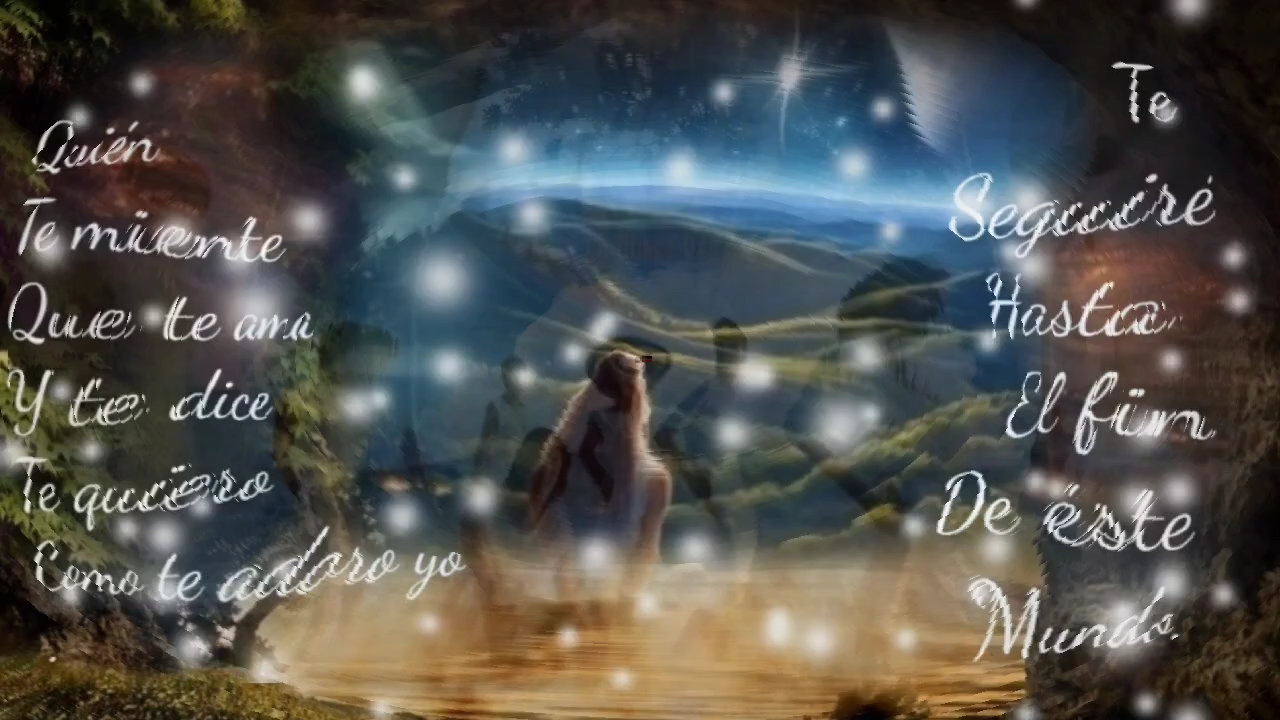 Quién
Te miente
Que te ama
Y te dice
Te quiero
Como te adoro yo
Te
Seguiré
Hasta
El fin
De éste
Mundo.